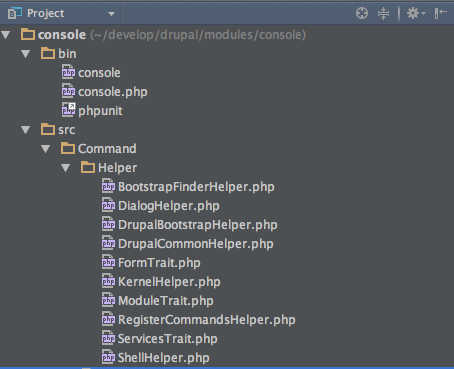 Project
console (~/develop/drupal/modules/console)
bin
php console
php console.php
php phpunit
src
Command
Helper
php BootstrapFinderHelper.php
php DialogHelper.php
php DrupalBootstrapHelper.php
php DrupalCommonHelper.php
php FormTrait.php
php KernelHelper.php
php ModuleTrait.php
php RegisterCommandsHelper.php
php ServicesTrait.php
php ShellHelper.php